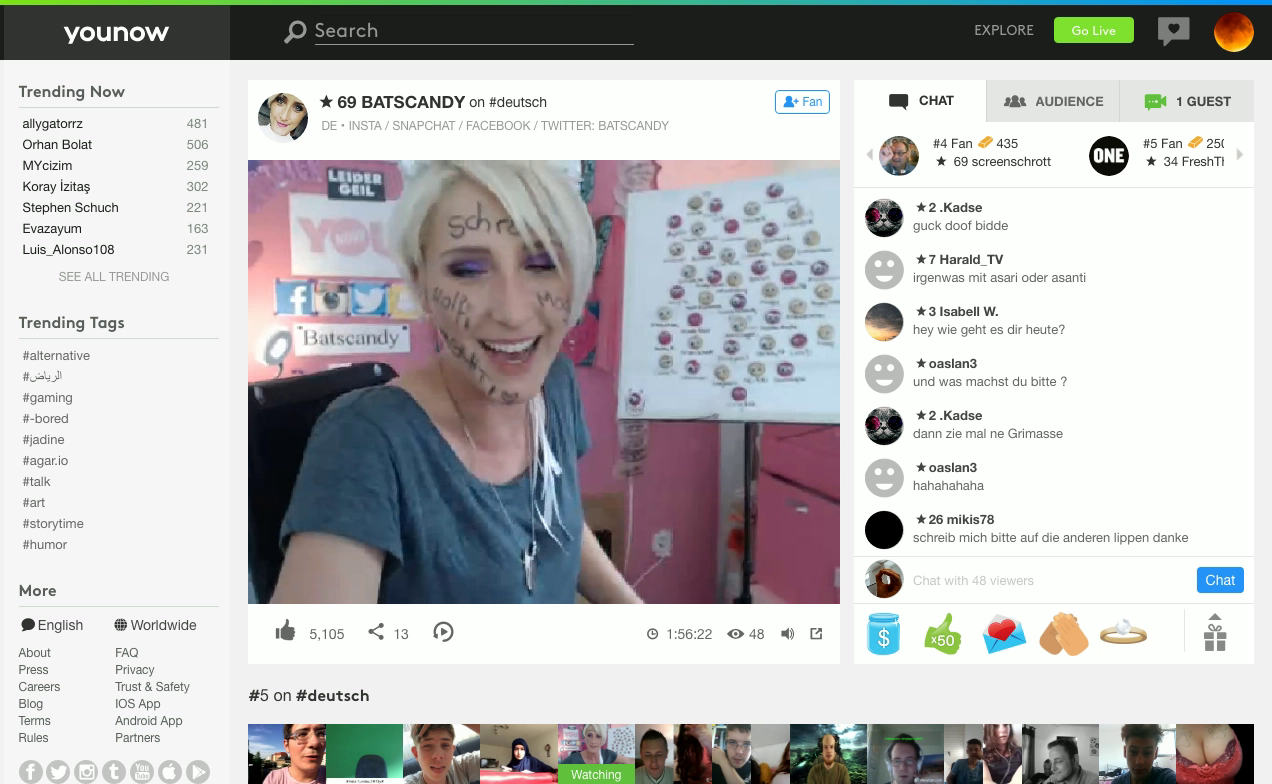 younow
Search
EXPLORE
Go Live
Trending Now
allygatorrz 481
Orhan Bolat 506
MYcizim 259
Koray İzitaş 302
Stephen Schuch 221
Evazayum 163
Luis_Alonso108 231
SEE ALL TRENDING
Trending Tags
#alternative
#الرياض
#gaming
#-bored
#jadine
#agar.io
#talk
#art
#storytime
#humor
More
English Worldwide
About FAQ
Press Privacy
Careers Trust & Safety
Blog IOS App
Terms Android App
Rules Partners
★ 69 BATSCANDY on #deutsch
Fan
DE • INSTA / SNAPCHAT / FACEBOOK / TWITTER: BATSCANDY
LEIDER
GEIL
YOU
Batscandy
5,105 13 1:56:22 48
CHAT AUDIENCE 1 GUEST
#4 Fan 435
★ 69 screenschrott
ONE
#5 Fan 250
★ 34 FreshTh
★2 .Kadse
guck doof bidde
★7 Harald_TV
irgenwas mit asari oder asanti
★3 Isabell W.
hey wie geht es dir heute?
★oaslan3
und was machst du bitte ?
★2 .Kadse
dann zie mal ne Grimasse
★oaslan3
hahahahaha
★26 mikis78
schreib mich bitte auf die anderen lippen danke
Chat with 48 viewers
Chat
$
x50
#5 on #deutsch
Watching